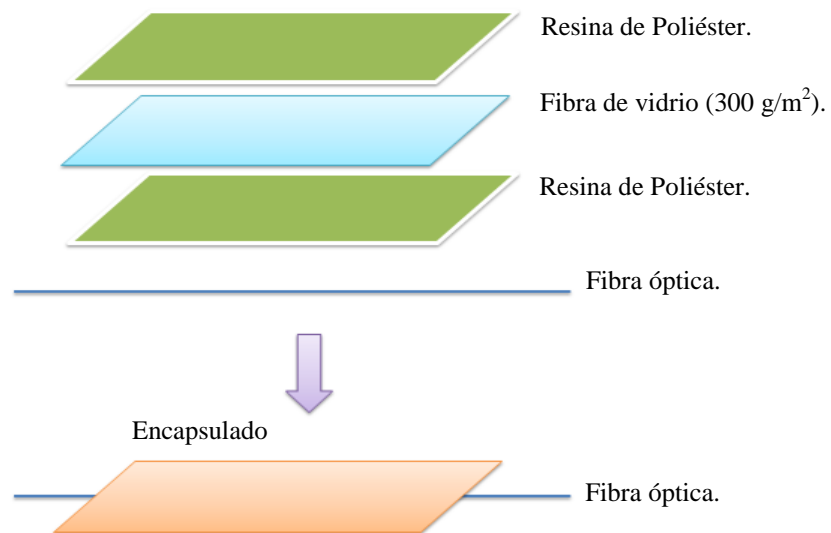 Resina de Poliéster.
Fibra de vidrio (300 g/m²).
Resina de Poliéster.
Fibra óptica.
Encapsulado
Fibra óptica.